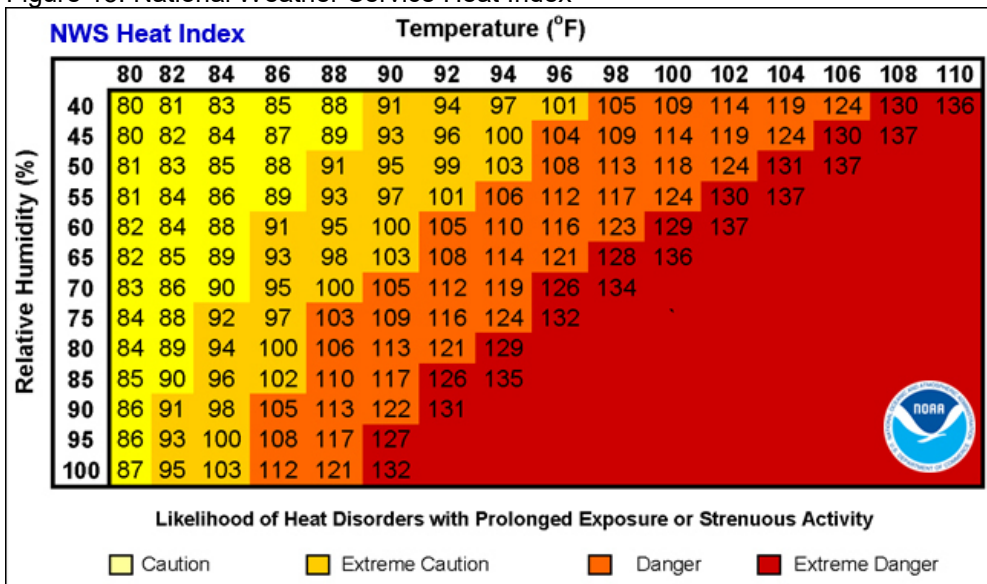 Figure 13: National Weather Service Heat Index
NWS Heat Index
Temperature (°F)
80 82 84 86 88 90 92 94 96 98 100 102 104 106 108 110
Relative Humidity (%)
40 80 81 83 85 88 91 94 97 101 105 109 114 119 124 130 136
45 80 82 84 87 89 93 96 100 104 109 114 119 124 130 137
50 81 83 85 88 91 95 99 103 108 113 118 124 131 137
55 81 84 86 89 93 97 101 106 112 117 124 130 137
60 82 84 88 91 95 100 105 110 116 123 129 137
65 82 85 89 93 98 103 108 114 121 128 136
70 83 86 90 95 100 105 112 119 126 134
75 84 88 92 97 103 109 116 124 132
80 84 89 94 100 106 113 121 129
85 85 90 96 102 110 117 126 135
90 86 91 98 105 113 122 131
95 86 93 100 108 117 127
100 87 95 103 112 121 132
NOAA
Likelihood of Heat Disorders with Prolonged Exposure or Strenuous Activity
Caution Extreme Caution Danger Extreme Danger